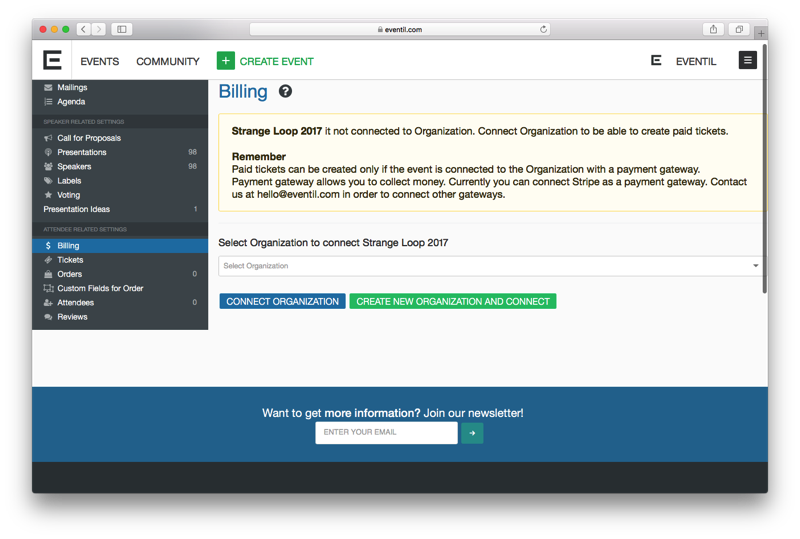 eventil.com
EVENTS COMMUNITY + CREATE EVENT EVENTIL
Mailings
Agenda
SPEAKER RELATED SETTINGS
Call for Proposals
Presentations 98
Speakers 98
Labels
Voting
Presentation Ideas 1
ATTENDEE RELATED SETTINGS
Billing
Tickets
Orders 0
Custom Fields for Order
Attendees 0
Reviews
Billing ?
Strange Loop 2017 it not connected to Organization. Connect Organization to be able to create paid tickets.
Remember
Paid tickets can be created only if the event is connected to the Organization with a payment gateway.
Payment gateway allows you to collect money. Currently you can connect Stripe as a payment gateway. Contact
us at hello@eventil.com in order to connect other gateways.
Select Organization to connect Strange Loop 2017
Select Organization
CONNECT ORGANIZATION CREATE NEW ORGANIZATION AND CONNECT
Want to get more information? Join our newsletter!
ENTER YOUR EMAIL